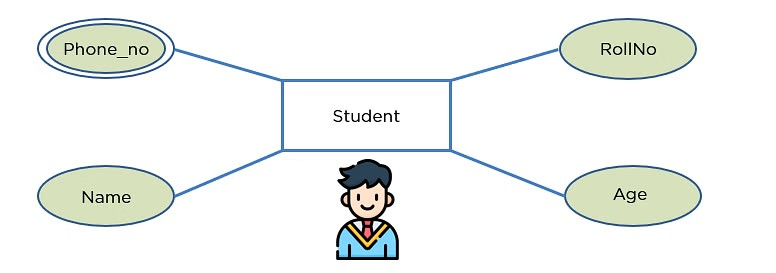 Phone_no
RollNo
Student
Name
Age